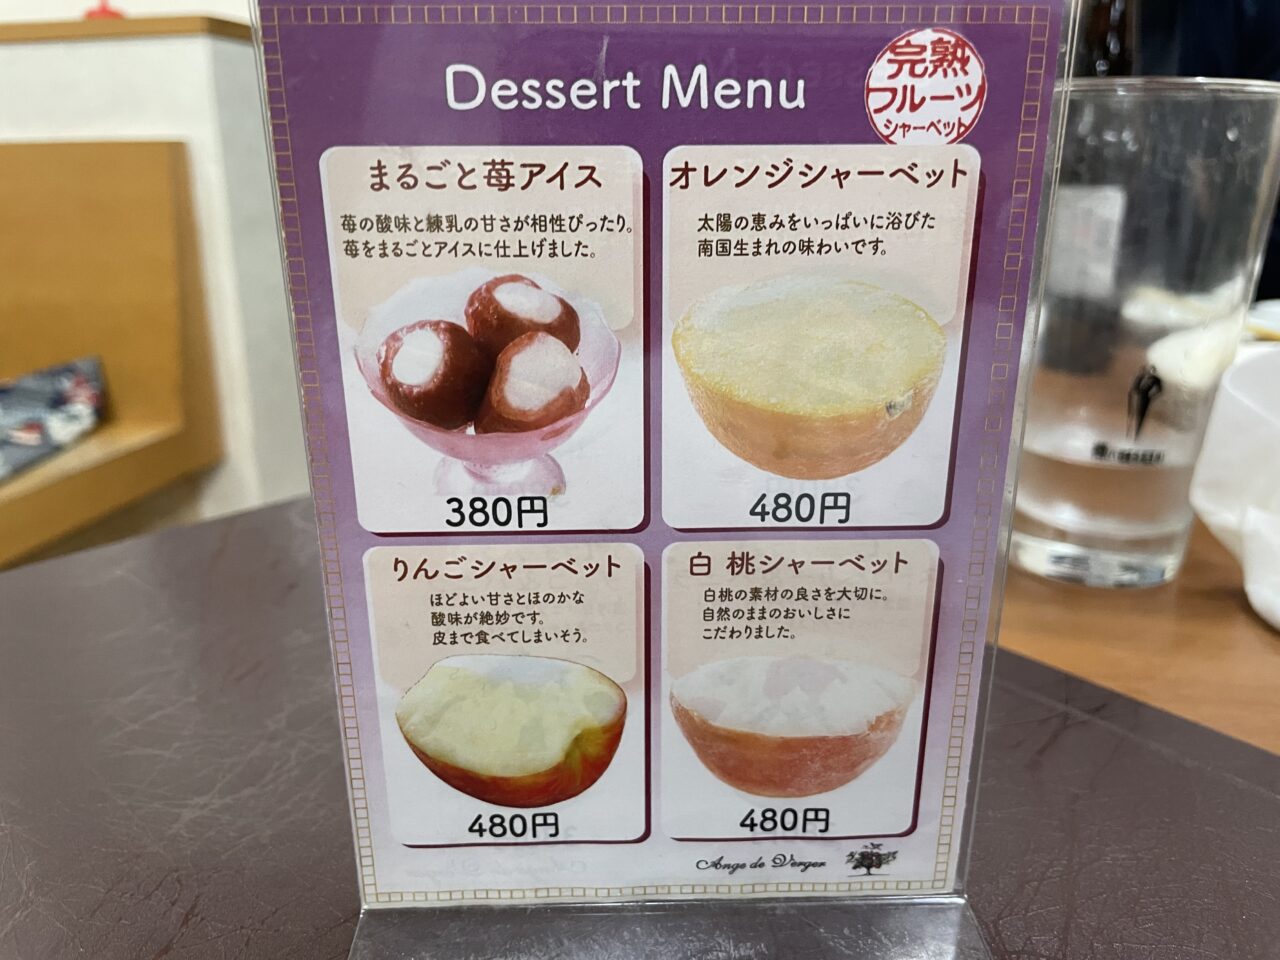 Dessert Menu
完熟
フルーツ
シャーベット
まるごと苺アイス
苺の酸味と練乳の甘さが相性ぴったり。
苺をまるごとアイスに仕上げました。
380円
オレンジシャーベット
太陽の恵みをいっぱいに浴びた
南国生まれの味わいです。
480円
りんごシャーベット
ほどよい甘さとほのかな
酸味が絶妙です。
皮まで食べてしまいそう。
480円
白桃シャーベット
白桃の素材の良さを大切に。
自然のままのおいしさに
こだわりました。
480円
Ange de Verger